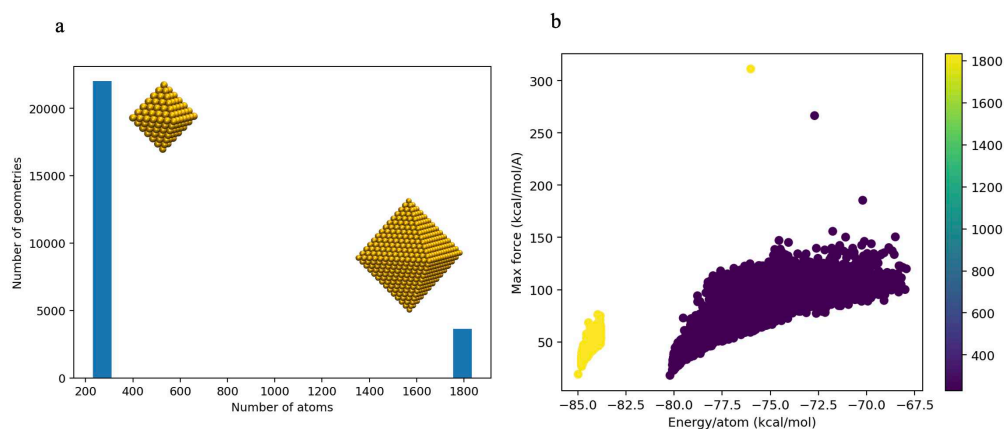 a
Number of geometries
20000
15000
10000
5000
0
200 400 600 800 1000 1200 1400 1600 1800
Number of atoms
b
Max force (kcal/mol/A)
300
250
200
150
100
50
−85.0 −82.5 −80.0 −77.5 −75.0 −72.5 −70.0 −67.5
Energy/atom (kcal/mol)
1800
1600
1400
1200
1000
800
600
400